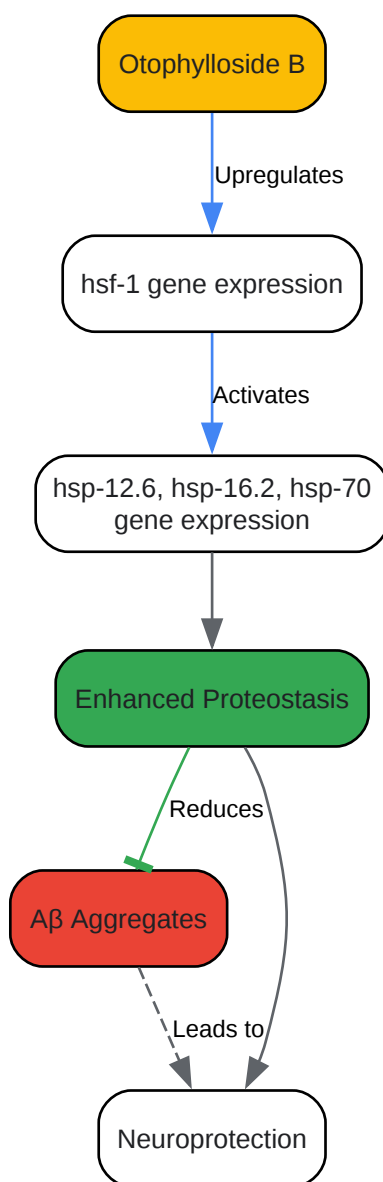 Otophylloside B
Upregulates
hsf-1 gene expression
Activates
hsp-12.6, hsp-16.2, hsp-70
gene expression
Enhanced Proteostasis
Reduces
Aβ Aggregates
Leads to
Neuroprotection